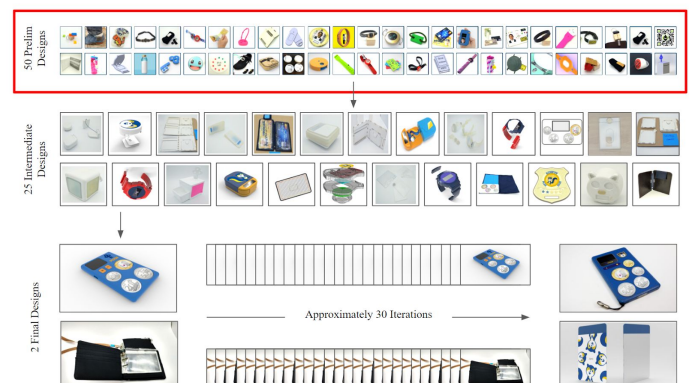 50 Prelim
Designs
25 Intermediate
Designs
2 Final Designs
Approximately 30 Iterations